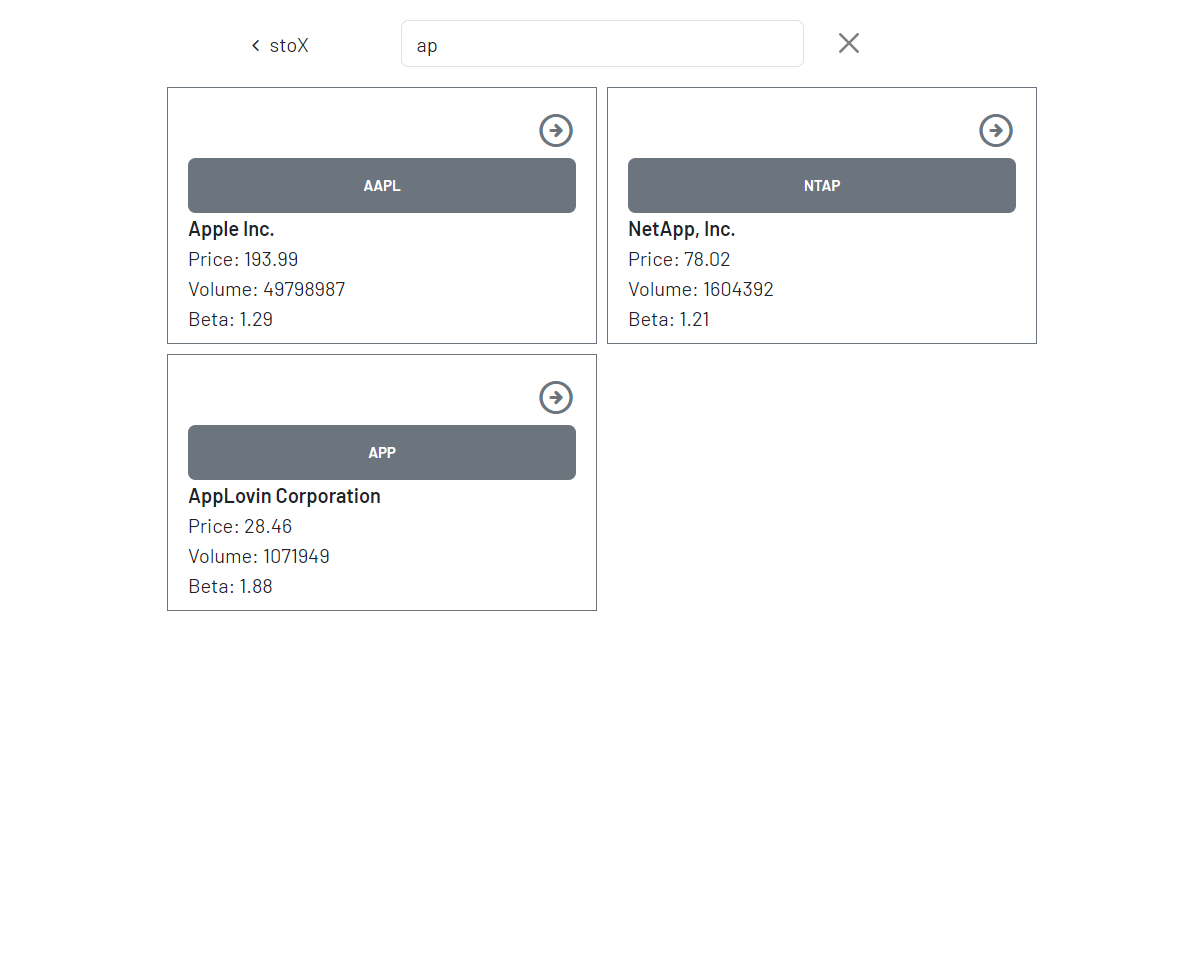 stoX
ap
AAPL
Apple Inc.
Price: 193.99
Volume: 49798987
Beta: 1.29
NTAP
NetApp, Inc.
Price: 78.02
Volume: 1604392
Beta: 1.21
APP
AppLovin Corporation
Price: 28.46
Volume: 1071949
Beta: 1.88